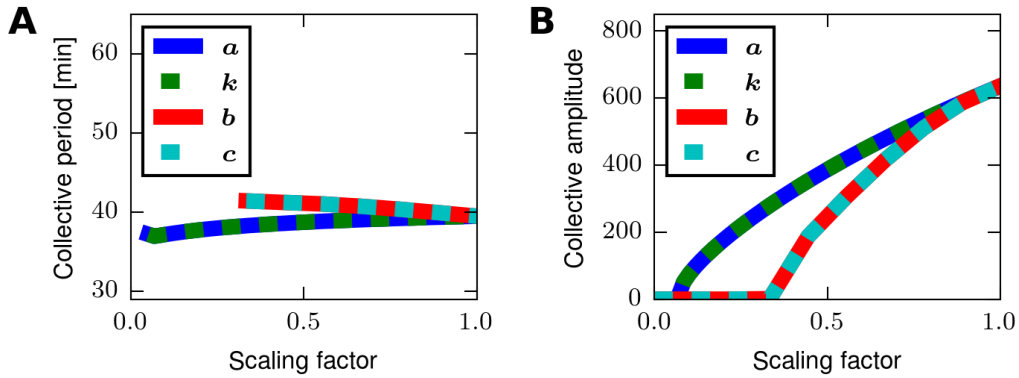 A
Collective period [min]
60
50
40
30
0.0
0.5
1.0
Scaling factor
a
k
b
c
B
Collective amplitude
800
600
400
200
0
0.0
0.5
1.0
Scaling factor
a
k
b
c